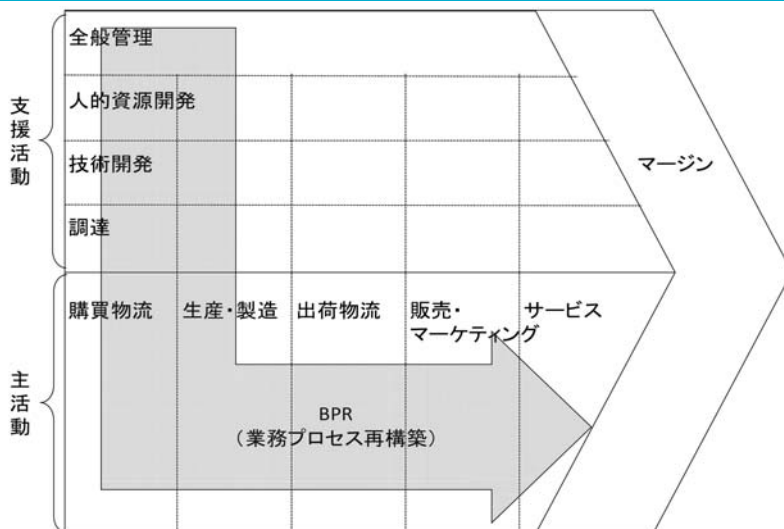 全般管理
人的資源開発
技術開発
調達
支援活動
マージン
購買物流
生産・製造
出荷物流
販売・
マーケティング
サービス
主活動
BPR
（業務プロセス再構築）